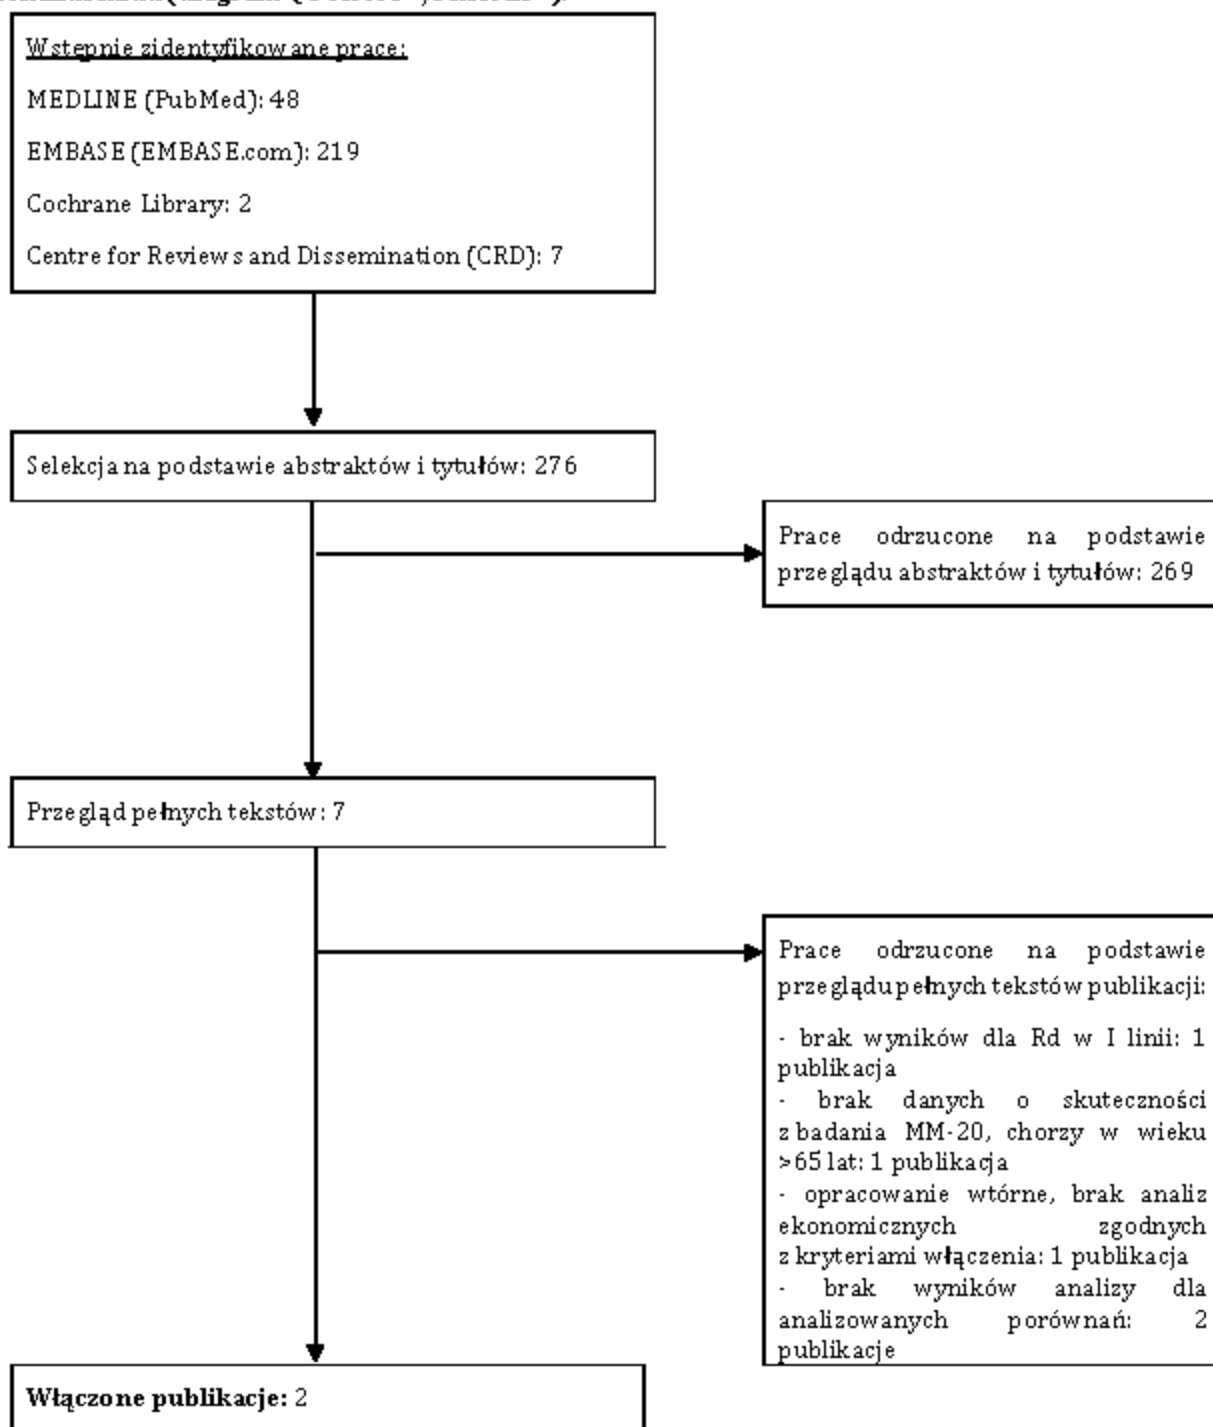 Wstępnie zidentyfikowane prace:
MEDLINE (PubMed): 48
EMBASE (EMBASE.com): 219
Cochrane Library: 2
Centre for Reviews and Dissemination (CRD): 7
Selekcja na podstawie abstraktów i tytułów: 276
Prace odrzucone na podstawie
przeglądu abstraktów i tytułów: 269
Przegląd pełnych tekstów: 7
Prace odrzucone na podstawie
przeglądu pełnych tekstów publikacji:
- brak wyników dla Rd w I linii: 1
publikacja
- brak danych o skuteczności
z badania MM-20, chorzy w wieku
>65 lat: 1 publikacja
- opracowanie wtórne, brak analiz
ekonomicznych zgodnych
z kryteriami włączenia: 1 publikacja
- brak wyników analizy dla
analizowanych porównań: 2
publikacje
Włączone publikacje: 2